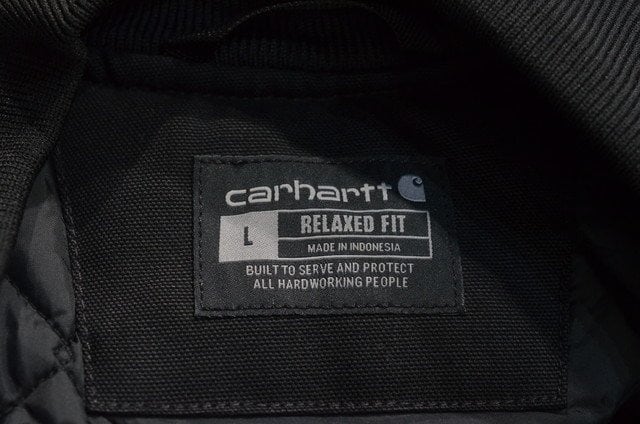 carhartt
L RELAXED FIT
MADE IN INDONESIA
BUILT TO SERVE AND PROTECT
ALL HARDWORKING PEOPLE